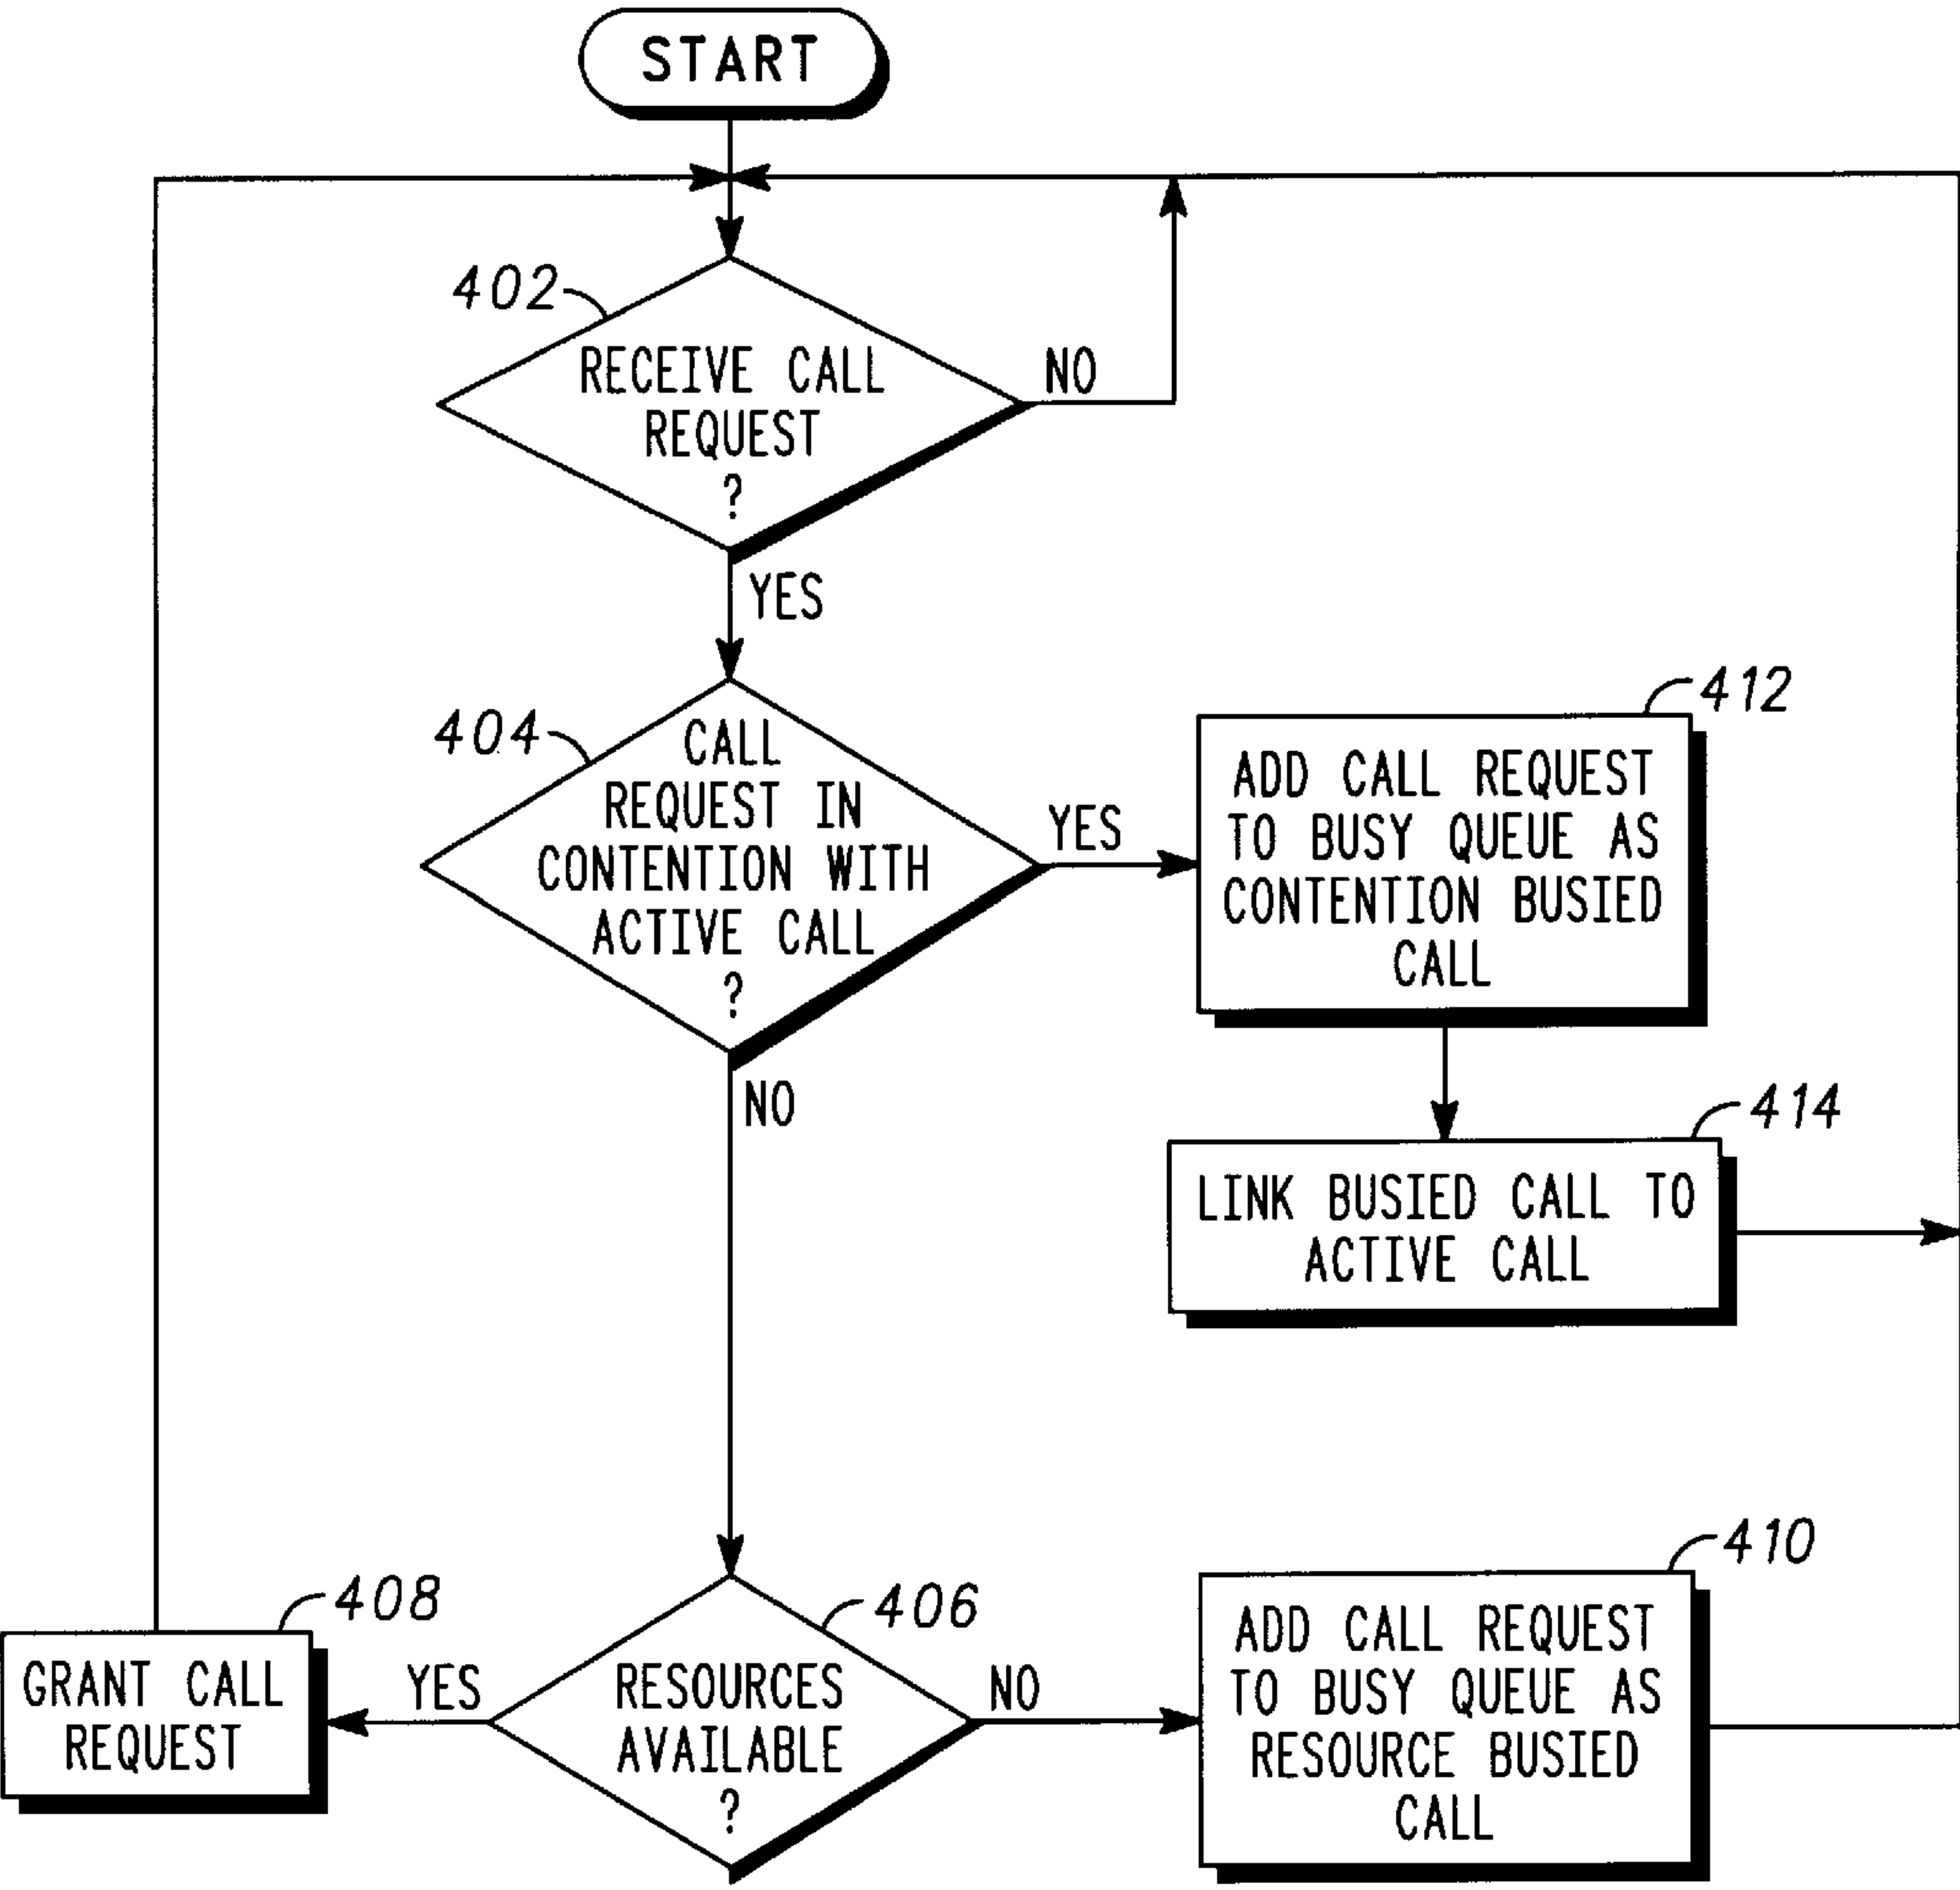 START
402
RECEIVE CALL
REQUEST
?
NO
YES
404
CALL
REQUEST IN
CONTENTION WITH
ACTIVE CALL
?
YES
NO
412
ADD CALL REQUEST
TO BUSY QUEUE AS
CONTENTION BUSIED
CALL
414
LINK BUSIED CALL TO
ACTIVE CALL
408
GRANT CALL
REQUEST
YES
406
RESOURCES
AVAILABLE
?
NO
410
ADD CALL REQUEST
TO BUSY QUEUE AS
RESOURCE BUSIED
CALL